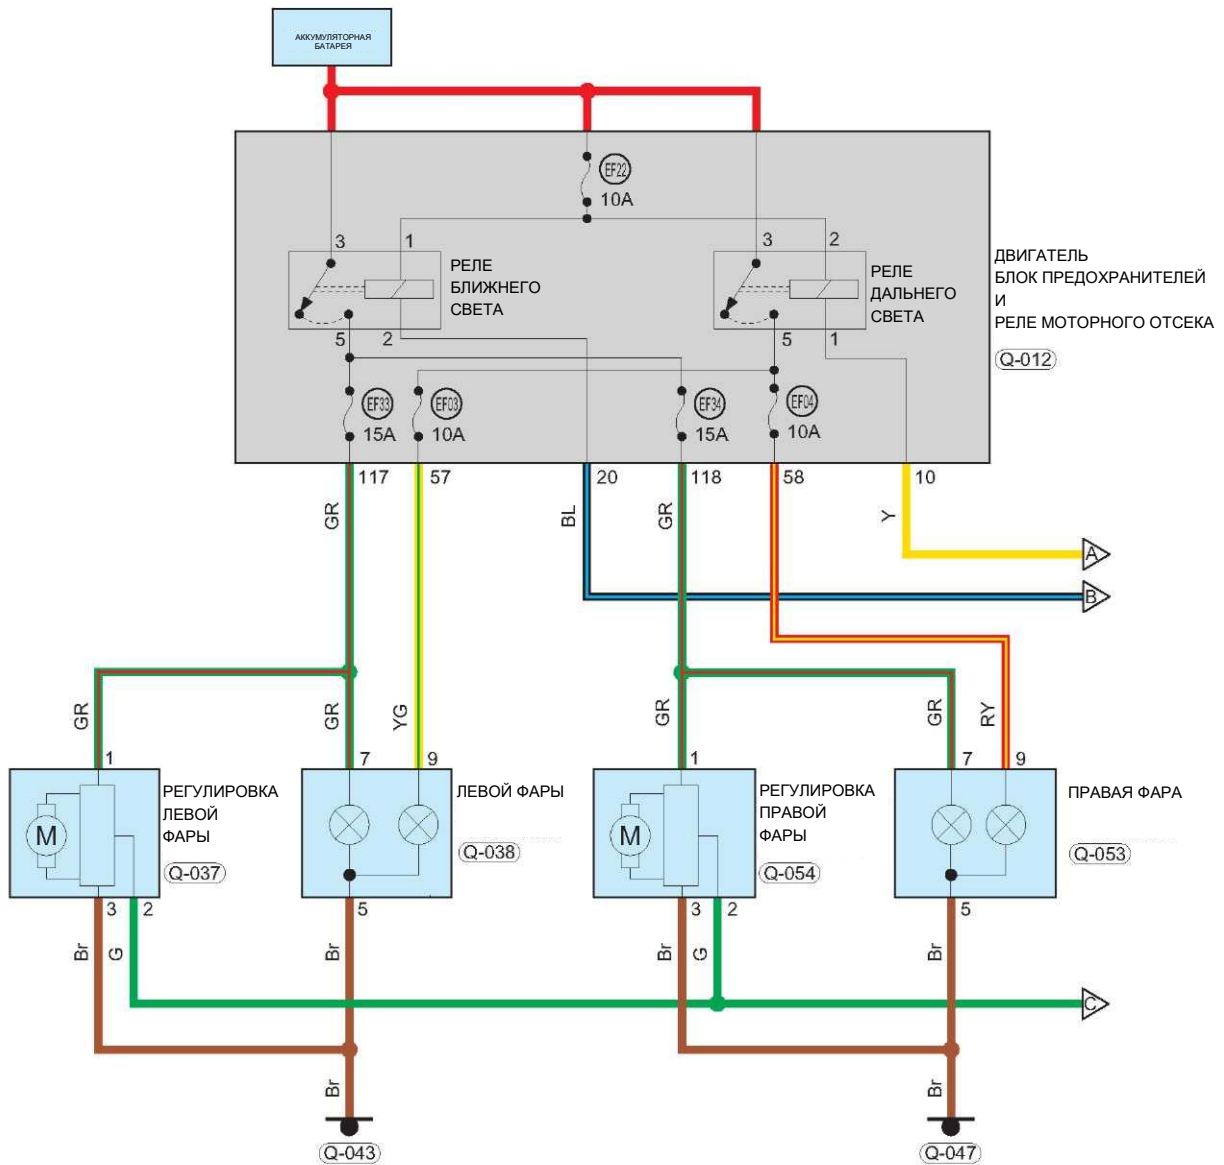 АККУМУЛЯТОРНАЯ
БАТАРЕЯ
EF22
10A
3
1
РЕЛЕ
БЛИЖНЕГО
СВЕТА
5
2
3
2
РЕЛЕ
ДАЛЬНЕГО
СВЕТА
5
1
ДВИГАТЕЛЬ
БЛОК ПРЕДОХРАНИТЕЛЕЙ
И
РЕЛЕ МОТОРНОГО ОТСЕКА
Q-012
EF33
15A
EF03
10A
EF34
15A
EF04
10A
117
57
20
118
58
10
GR
BL
GR
Y
A
B
GR
GR
YG
GR
GR
RY
1
7
9
1
7
9
M
РЕГУЛИРОВКА
ЛЕВОЙ
ФАРЫ
Q-037
ЛЕВОЙ ФАРЫ
Q-038
M
РЕГУЛИРОВКА
ПРАВОЙ
ФАРЫ
Q-054
ПРАВАЯ ФАРА
Q-053
3
2
5
3
2
5
Br
G
Br
Br
G
Br
C
Br
Br
Q-043
Q-047